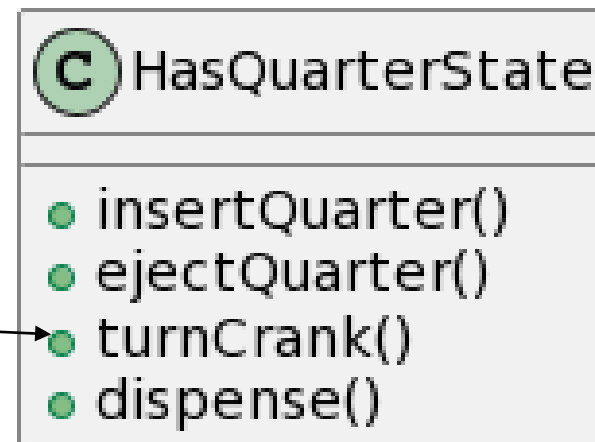 C HasQuarterState
insertQuarter()
ejectQuarter()
turnCrank()
dispense()